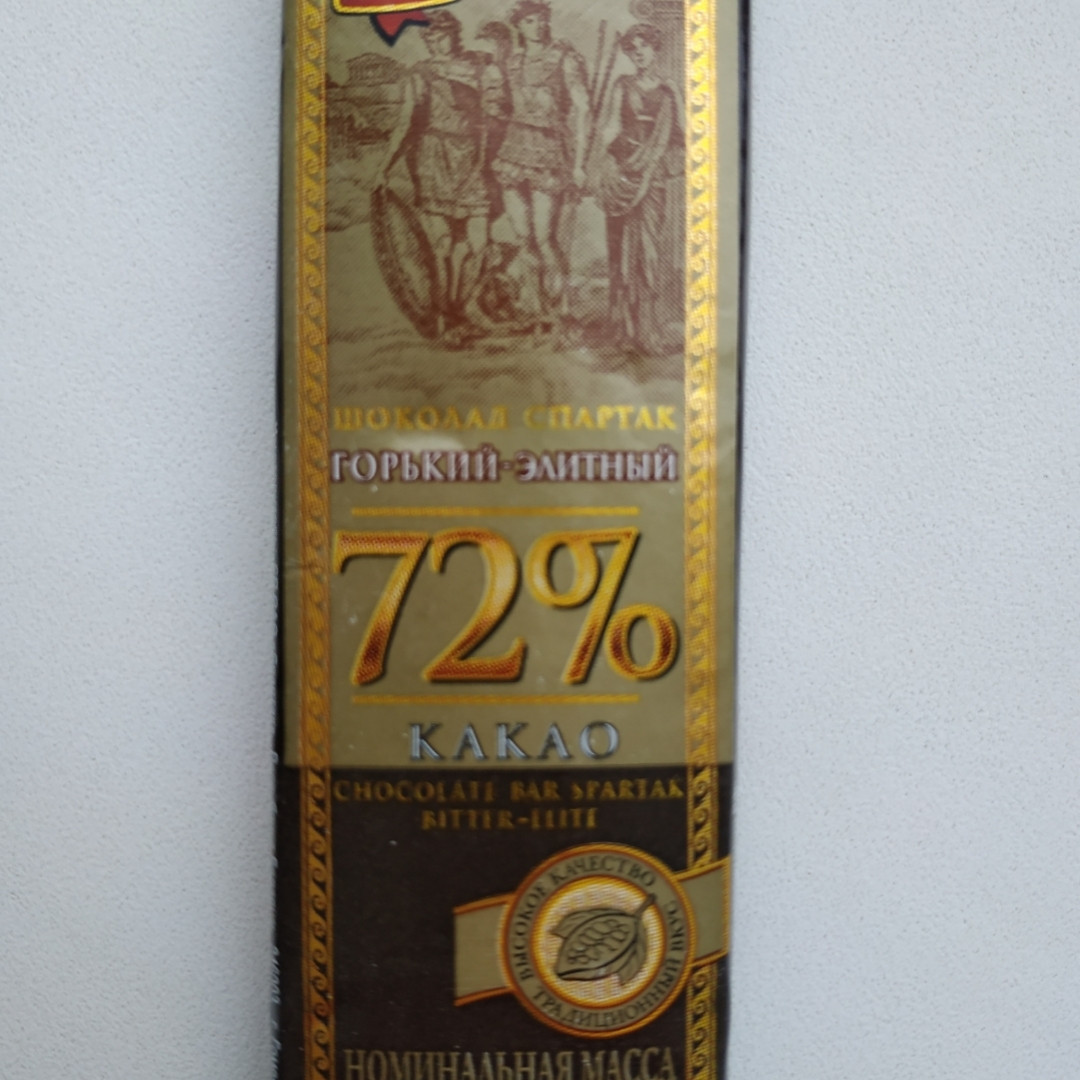 ШОКОЛАД СПАРТАК
ГОРЬКИЙ-ЭЛИТНЫЙ
72%
КАКАО
CHOCOLATE BAR SPARTAK
BITTER-ELITE
ВЫСОКОЕ КАЧЕСТВО
ТРАДИЦИОННЫЙ ВКУС
НОМИНАЛЬНАЯ МАССА